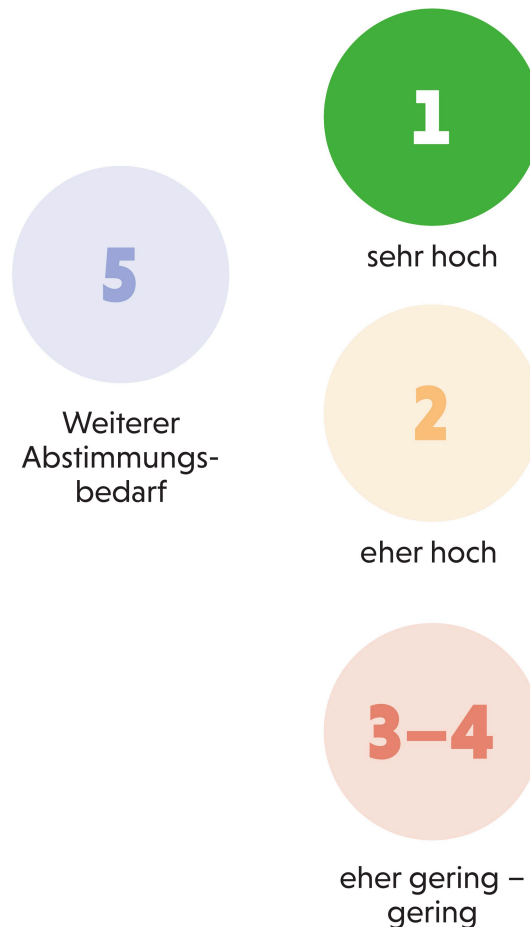 1
sehr hoch
5
Weiterer
Abstimmungs-
bedarf
2
eher hoch
3–4
eher gering –
gering